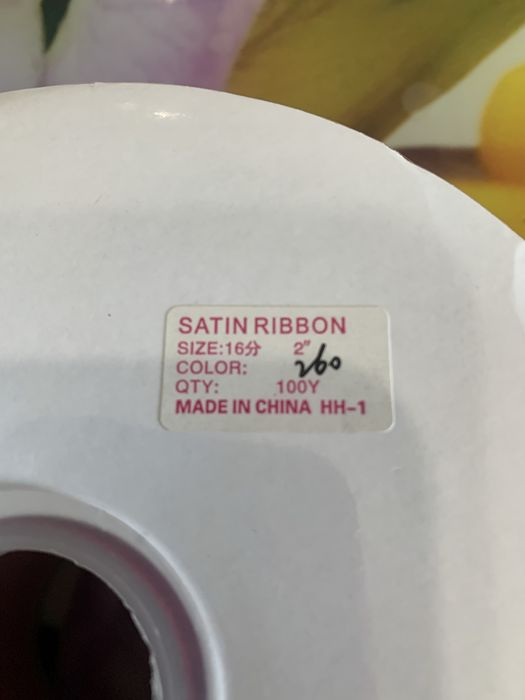 SATIN RIBBON
SIZE:16分 2"
COLOR: 260
QTY: 100Y
MADE IN CHINA HH-1